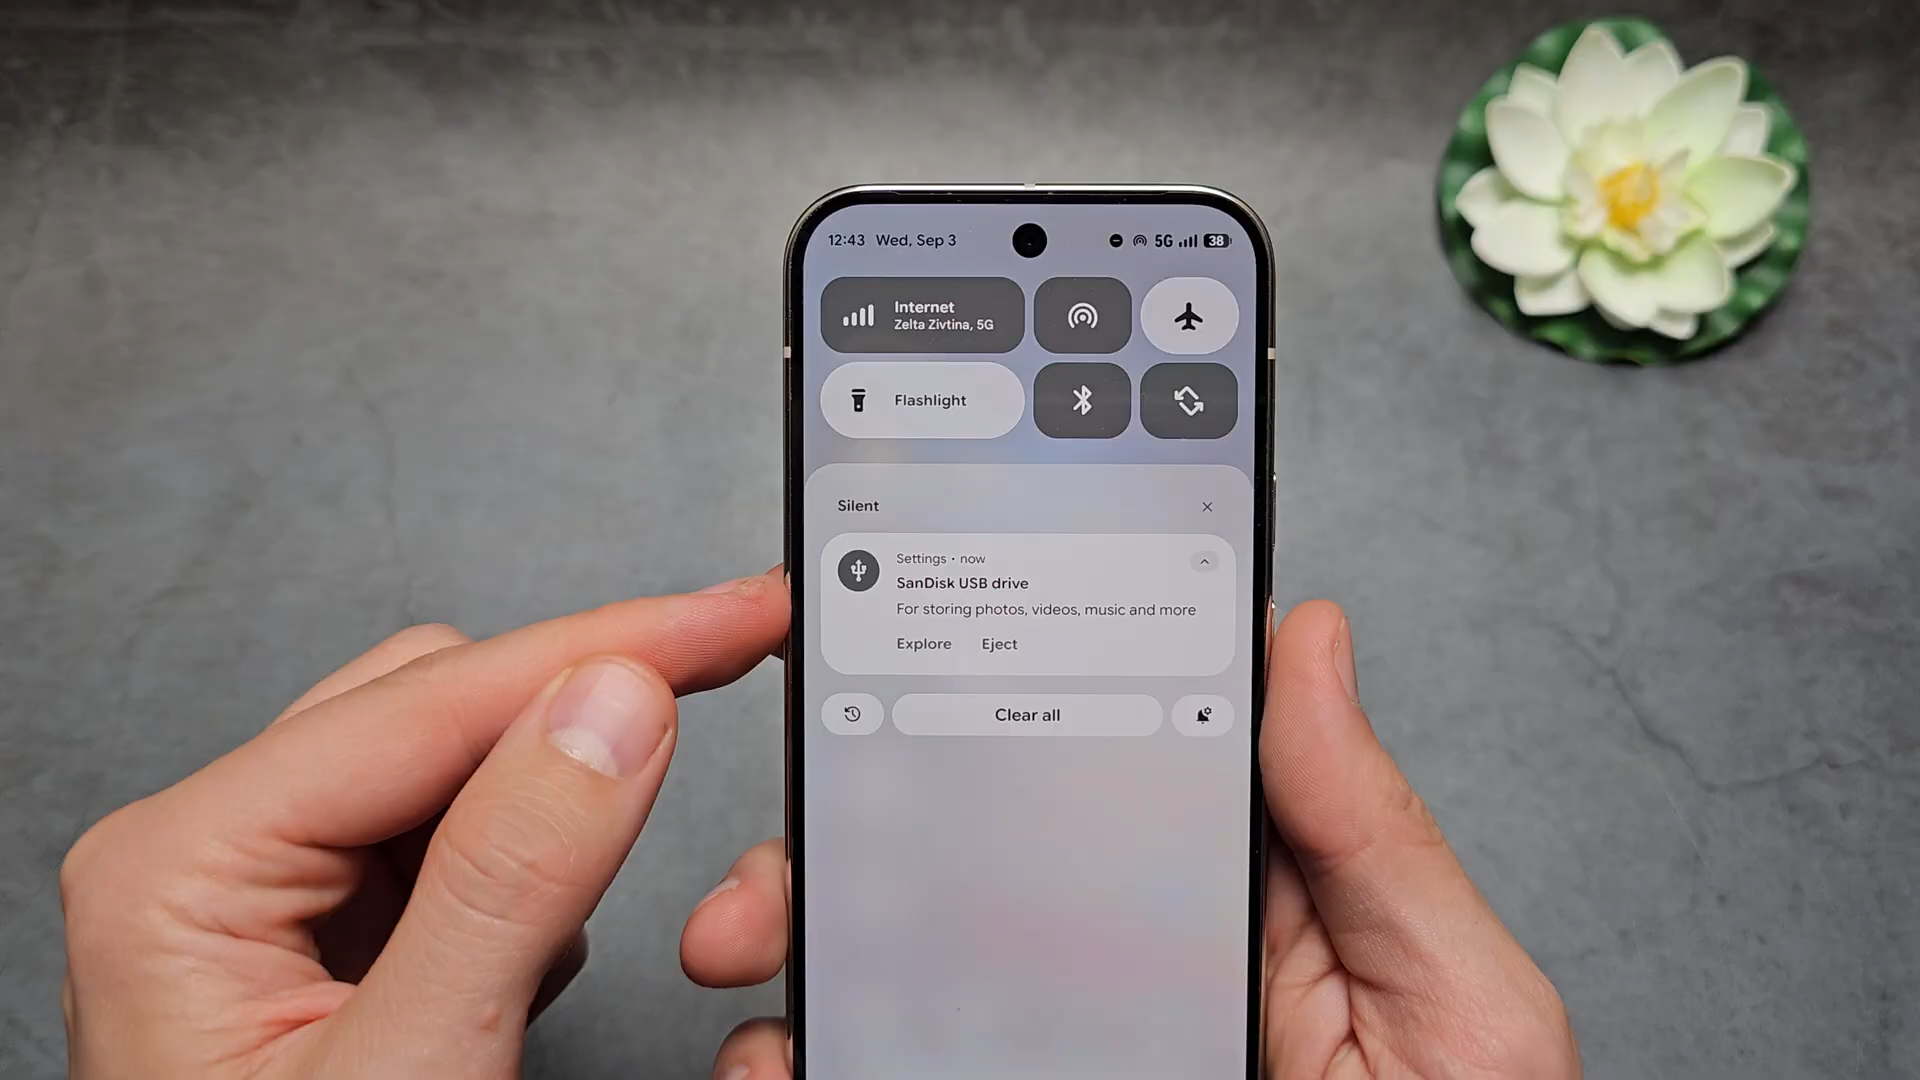 12:43 Wed, Sep 3 5G 38
Internet
Zelta Zivtina, 5G
Flashlight
Silent
Settings • now
SanDisk USB drive
For storing photos, videos, music and more
Explore Eject
Clear all